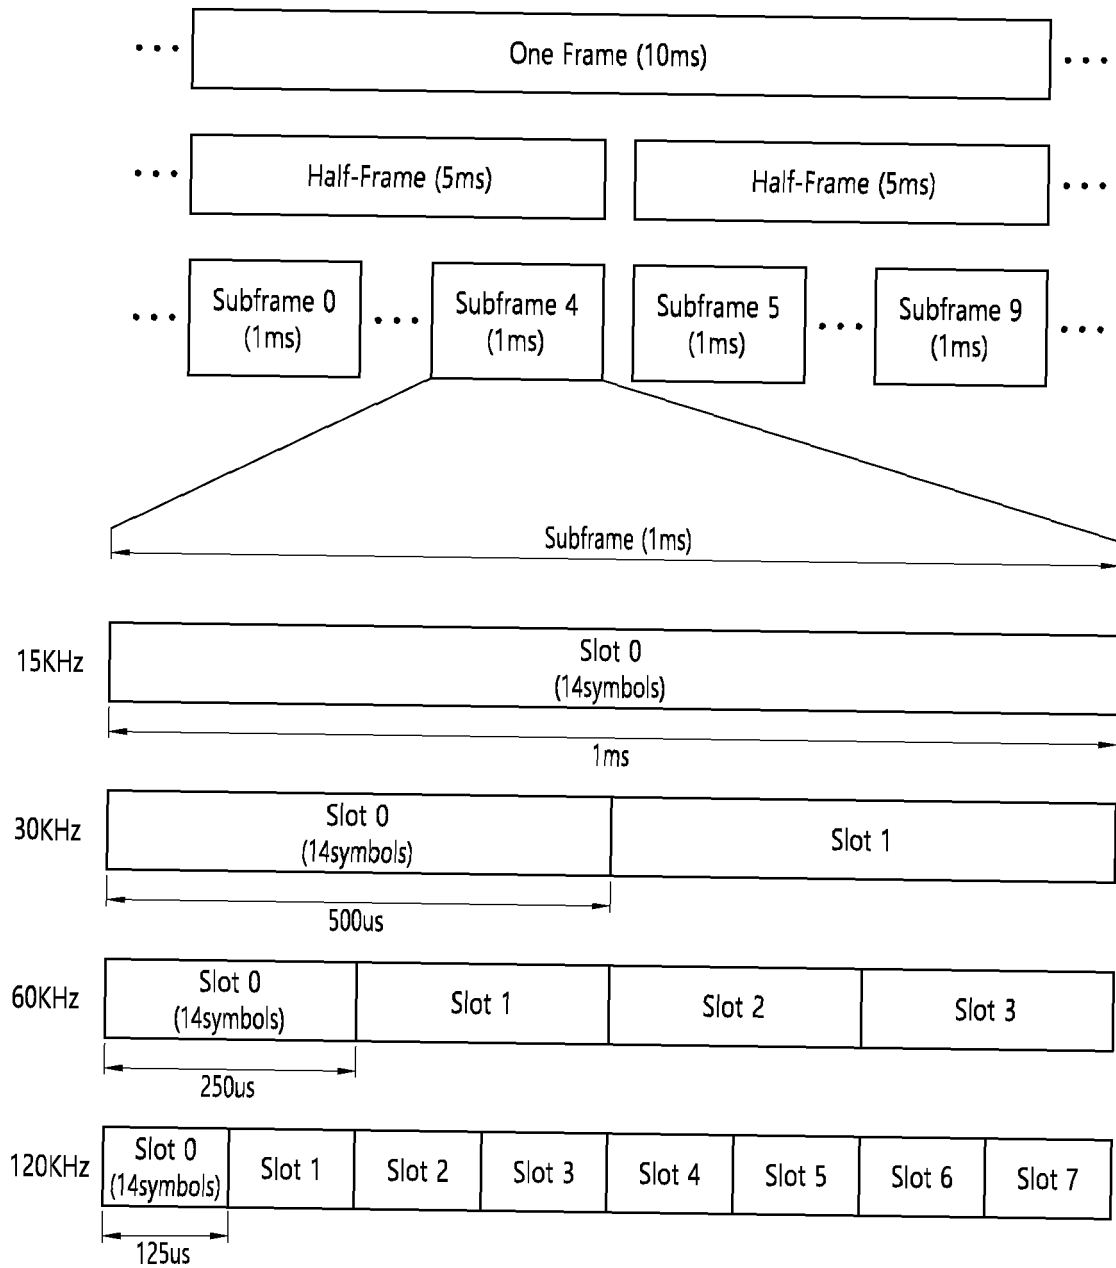 One Frame (10ms)
Half-Frame (5ms)
Half-Frame (5ms)
Subframe 0
(1ms)
Subframe 4
(1ms)
Subframe 5
(1ms)
Subframe 9
(1ms)
Subframe (1ms)
15KHz
Slot 0
(14symbols)
1ms
30KHz
Slot 0
(14symbols)
Slot 1
500us
60KHz
Slot 0
(14symbols)
Slot 1
Slot 2
Slot 3
250us
120KHz
Slot 0
(14symbols)
Slot 1
Slot 2
Slot 3
Slot 4
Slot 5
Slot 6
Slot 7
125us